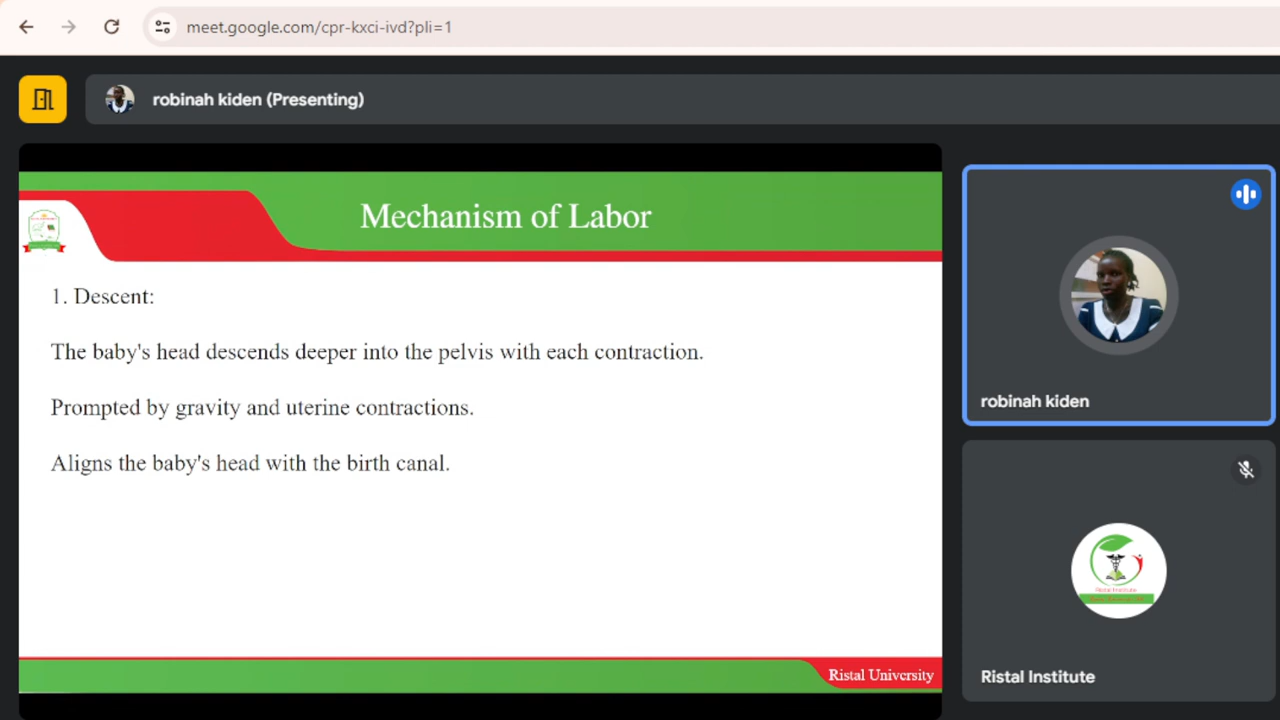 meet.google.com/cpr-kxci-ivd?pli=1
robinah kiden (Presenting)
Mechanism of Labor
1. Descent:
The baby's head descends deeper into the pelvis with each contraction.
Prompted by gravity and uterine contractions.
Aligns the baby's head with the birth canal.
Ristal University
robinah kiden
Ristal Institute
Ristal Institute